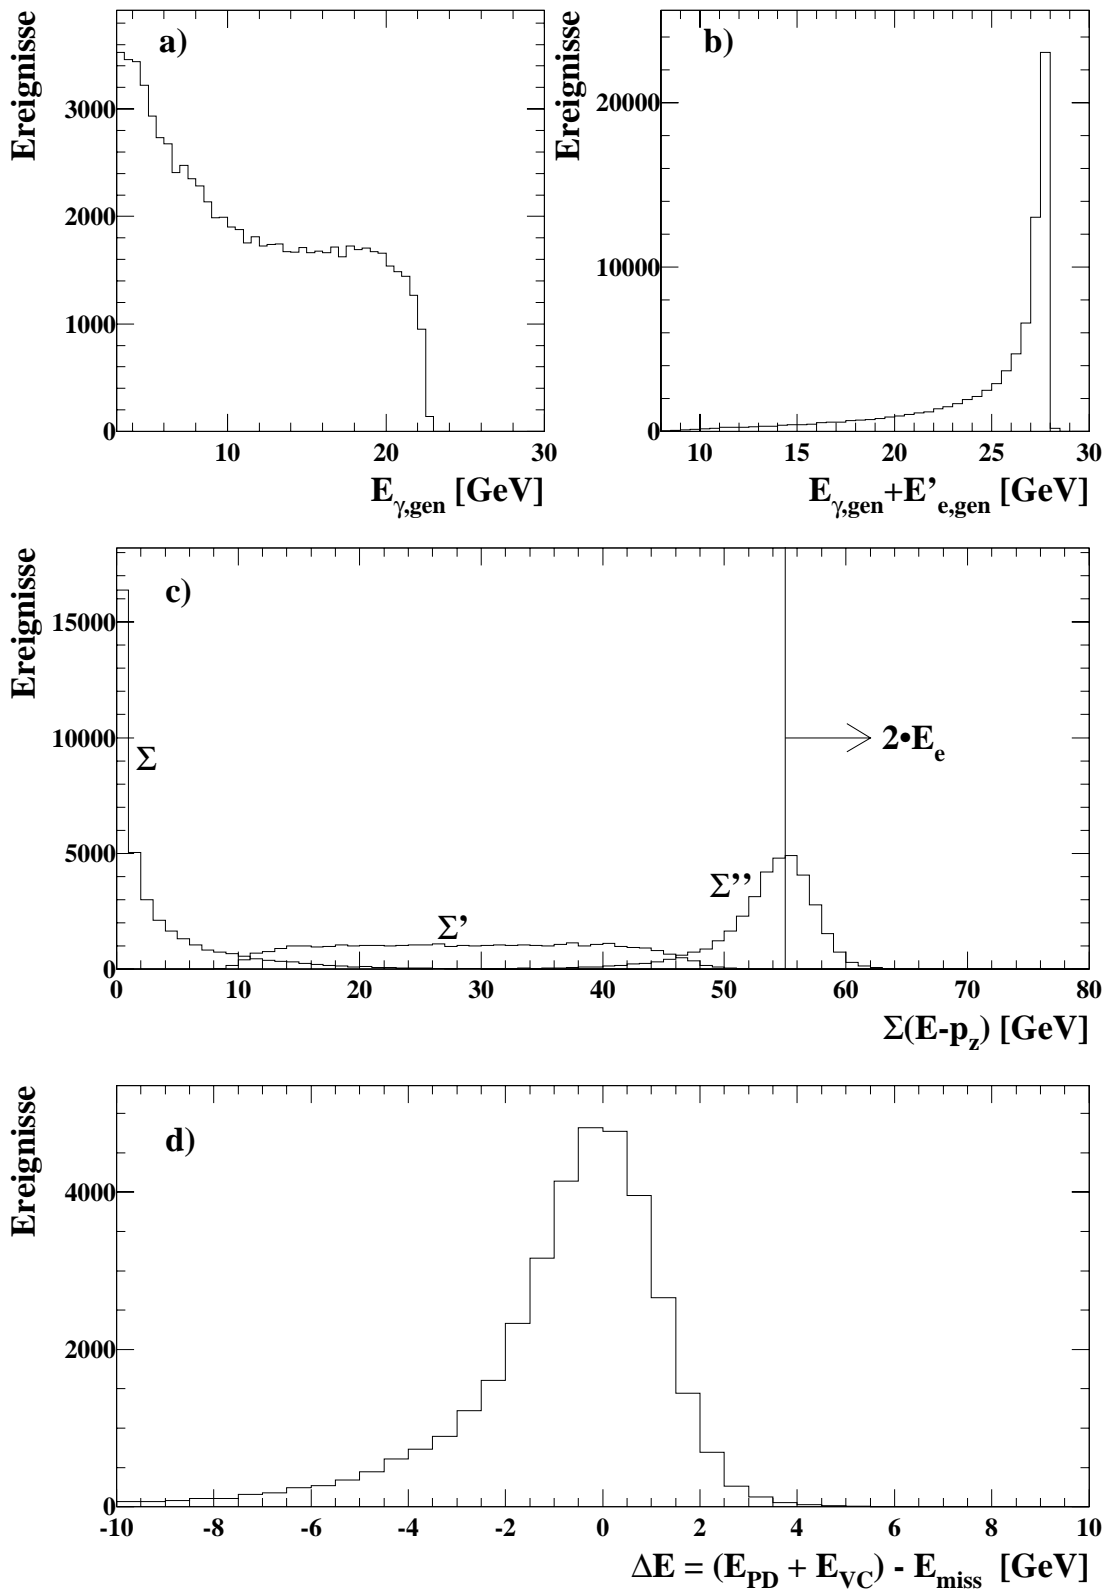 Ereignisse
a)
3000
2000
1000
0
10 20 30
E_γ,gen [GeV]
Ereignisse
b)
20000
10000
0
10 15 20 25 30
E_γ,gen+E’_e,gen [GeV]
Ereignisse
c)
15000
10000
5000
0
Σ
Σ’
Σ’’
2•E_e
0 10 20 30 40 50 60 70 80
Σ(E-p_z) [GeV]
Ereignisse
d)
4000
2000
0
-10 -8 -6 -4 -2 0 2 4 6 8 10
ΔE = (E_PD + E_VC) - E_miss [GeV]